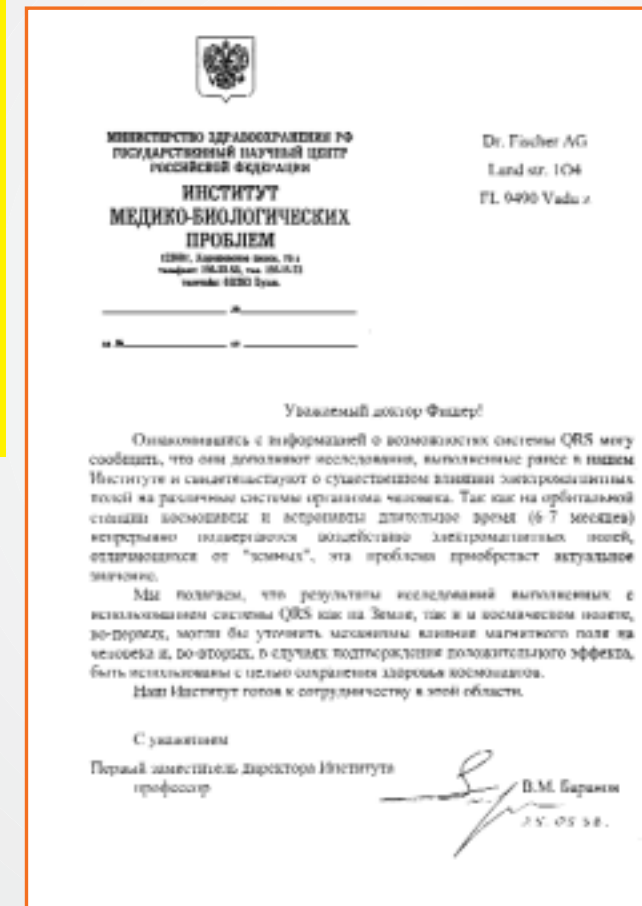 МИНИСТЕРСТВО ЗДРАВООХРАНЕНИЯ РФ
ГОСУДАРСТВЕННЫЙ НАУЧНЫЙ ЦЕНТР
РОССИЙСКОЙ ФЕДЕРАЦИИ
ИНСТИТУТ
МЕДИКО-БИОЛОГИЧЕСКИХ
ПРОБЛЕМ
Dr. Fischer AG
Land str. 1O4
FL 9490 Vadu z
Уважаемый доктор Фишер!
Ознакомившись с информацией о возможностях системы QRS могу
сообщить, что они дополняют исследования, выполненные ранее в нашем
Институте и свидетельствуют о существенном влиянии электромагнитных
полей на различные системы организма человека. Так как на орбитальной
станции космонавты и астронавты длительное время (6-7 месяцев)
непрерывно подвергаются воздействию электромагнитных полей,
отличающихся от "земных", эта проблема приобретает актуальное
значение.
Мы полагаем, что результаты исследований выполненных с
использованием системы QRS как на Земле, так и в космическом полете,
во-первых, могли бы уточнить механизмы влияния магнитного поля на
человека и, во-вторых, в случаях подтверждения положительного эффекта,
быть использованы с целью сохранения здоровья космонавтов.
Наш Институт готов к сотрудничеству в этой области.
С уважением
Первый заместитель директора Института
профессор
В.М. Баранов